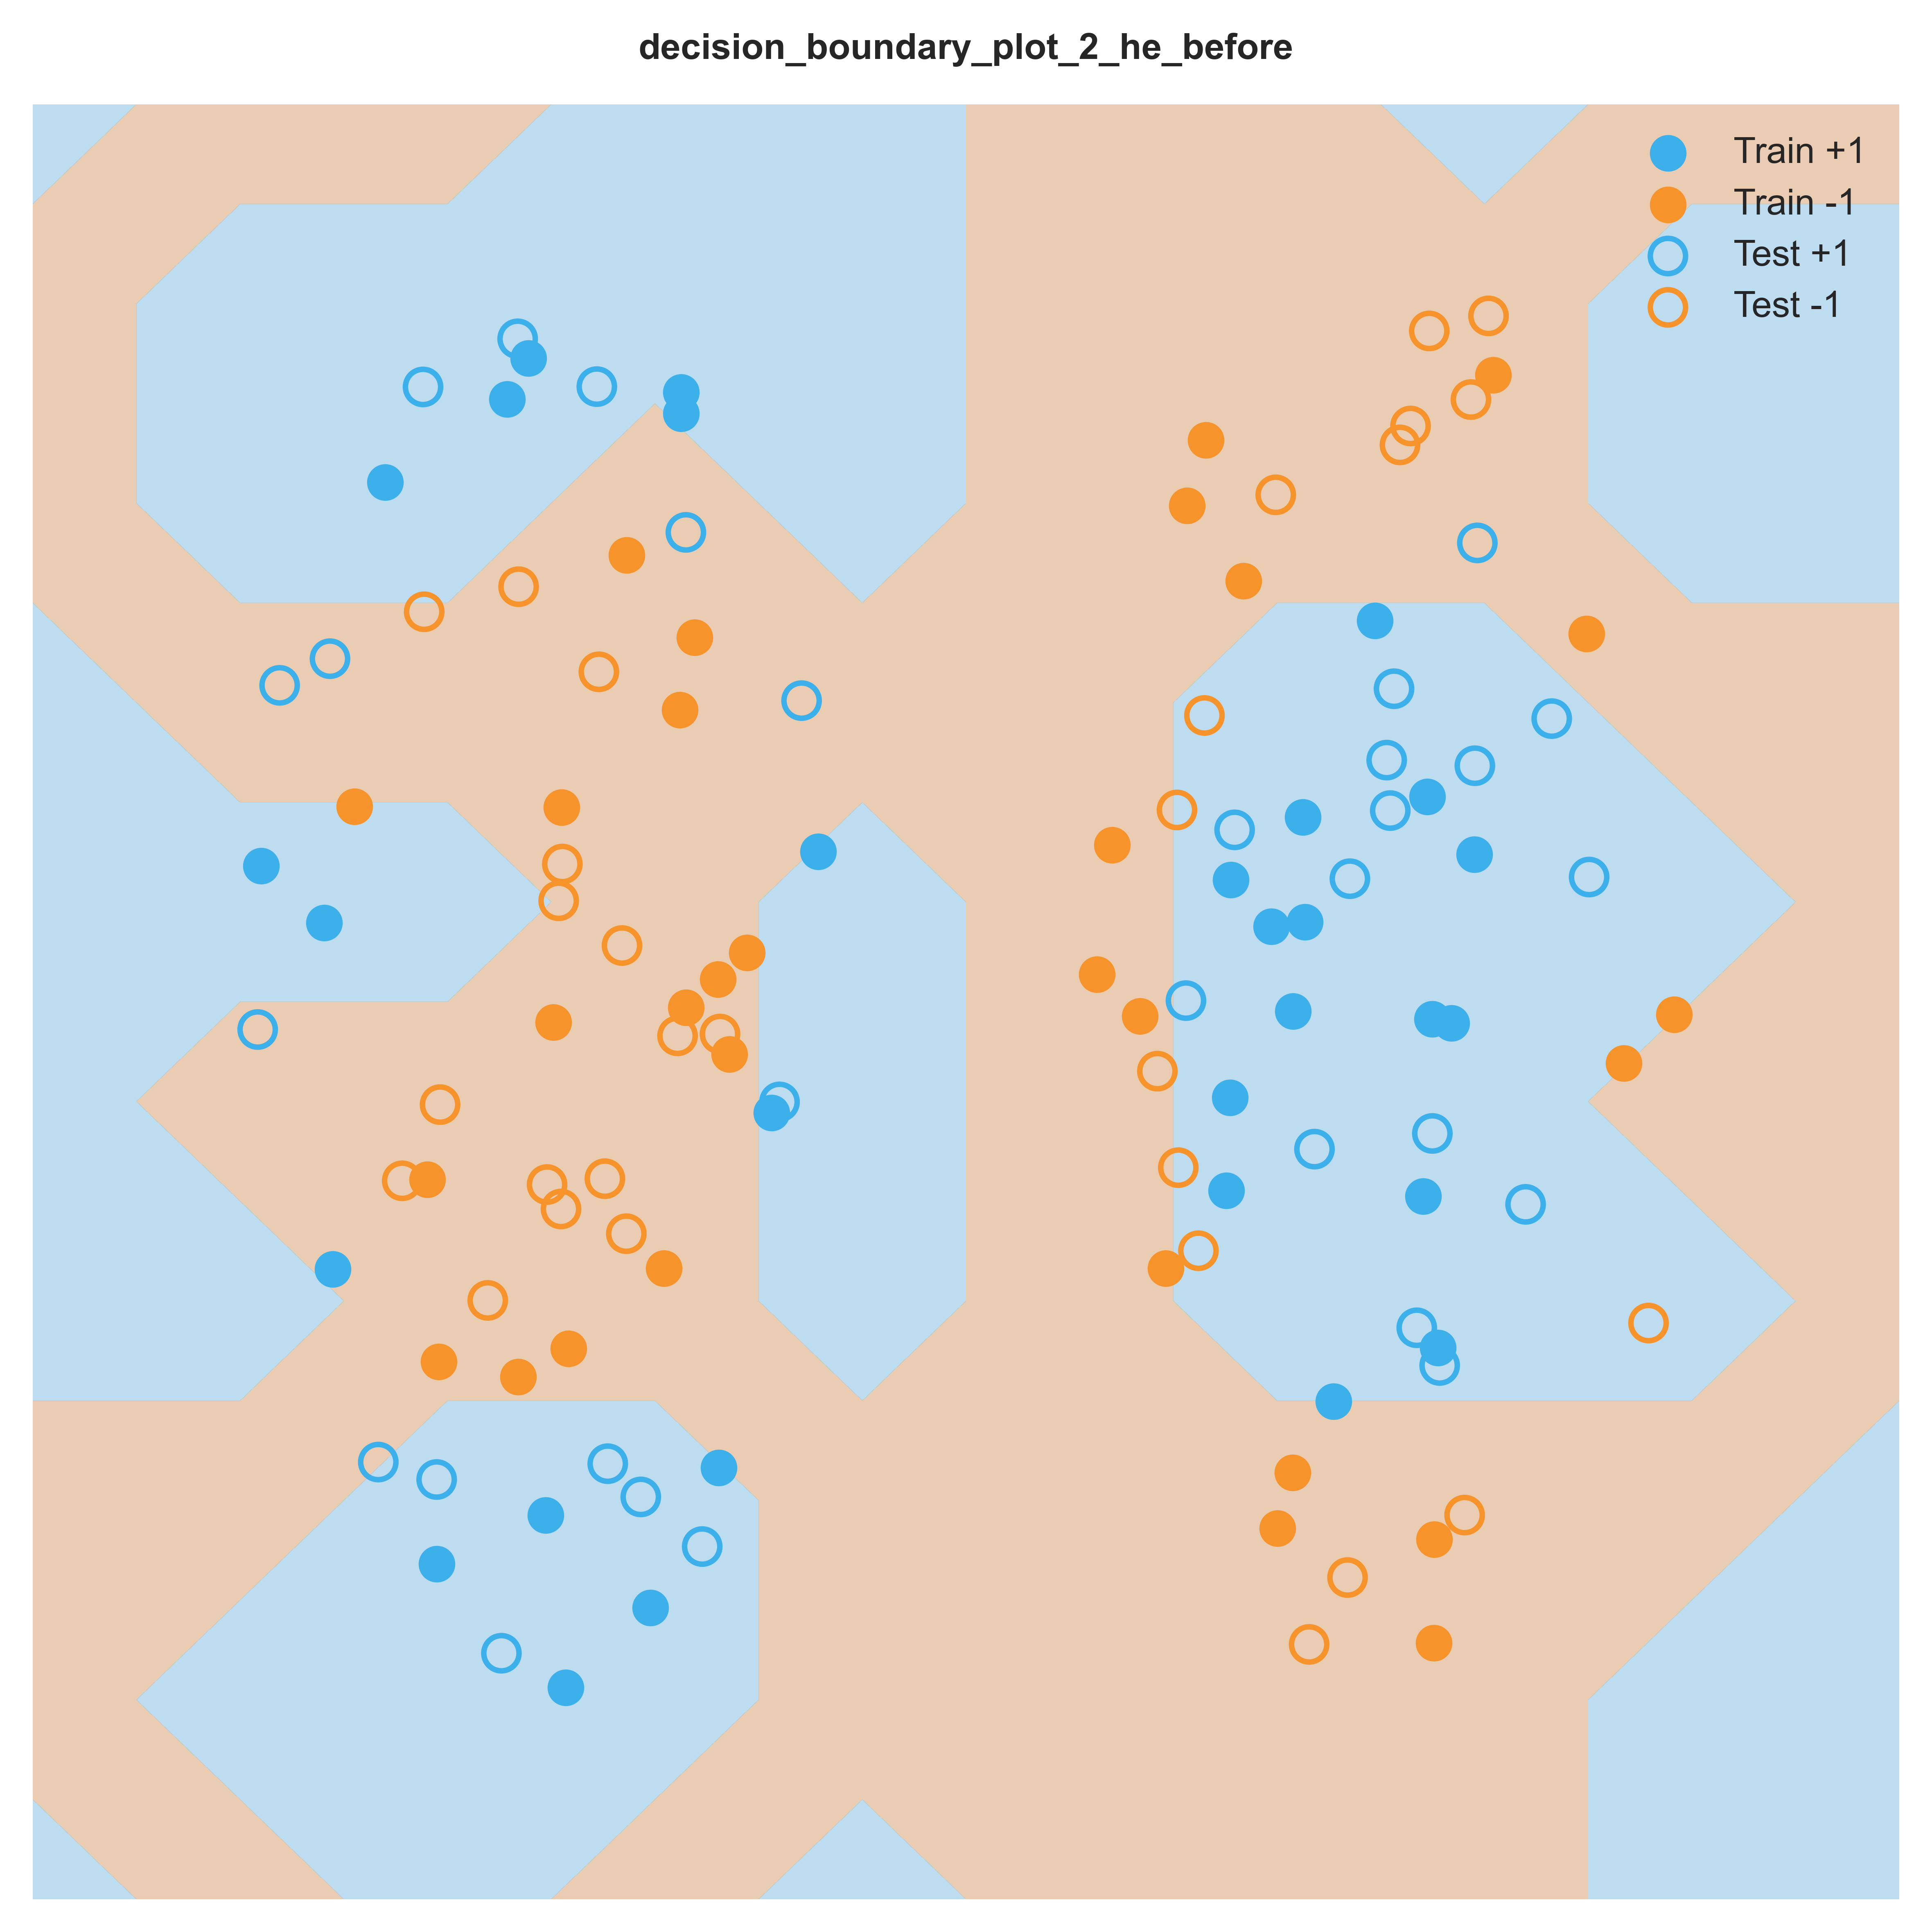 decision_boundary_plot_2_he_before
Train +1
Train -1
Test +1
Test -1